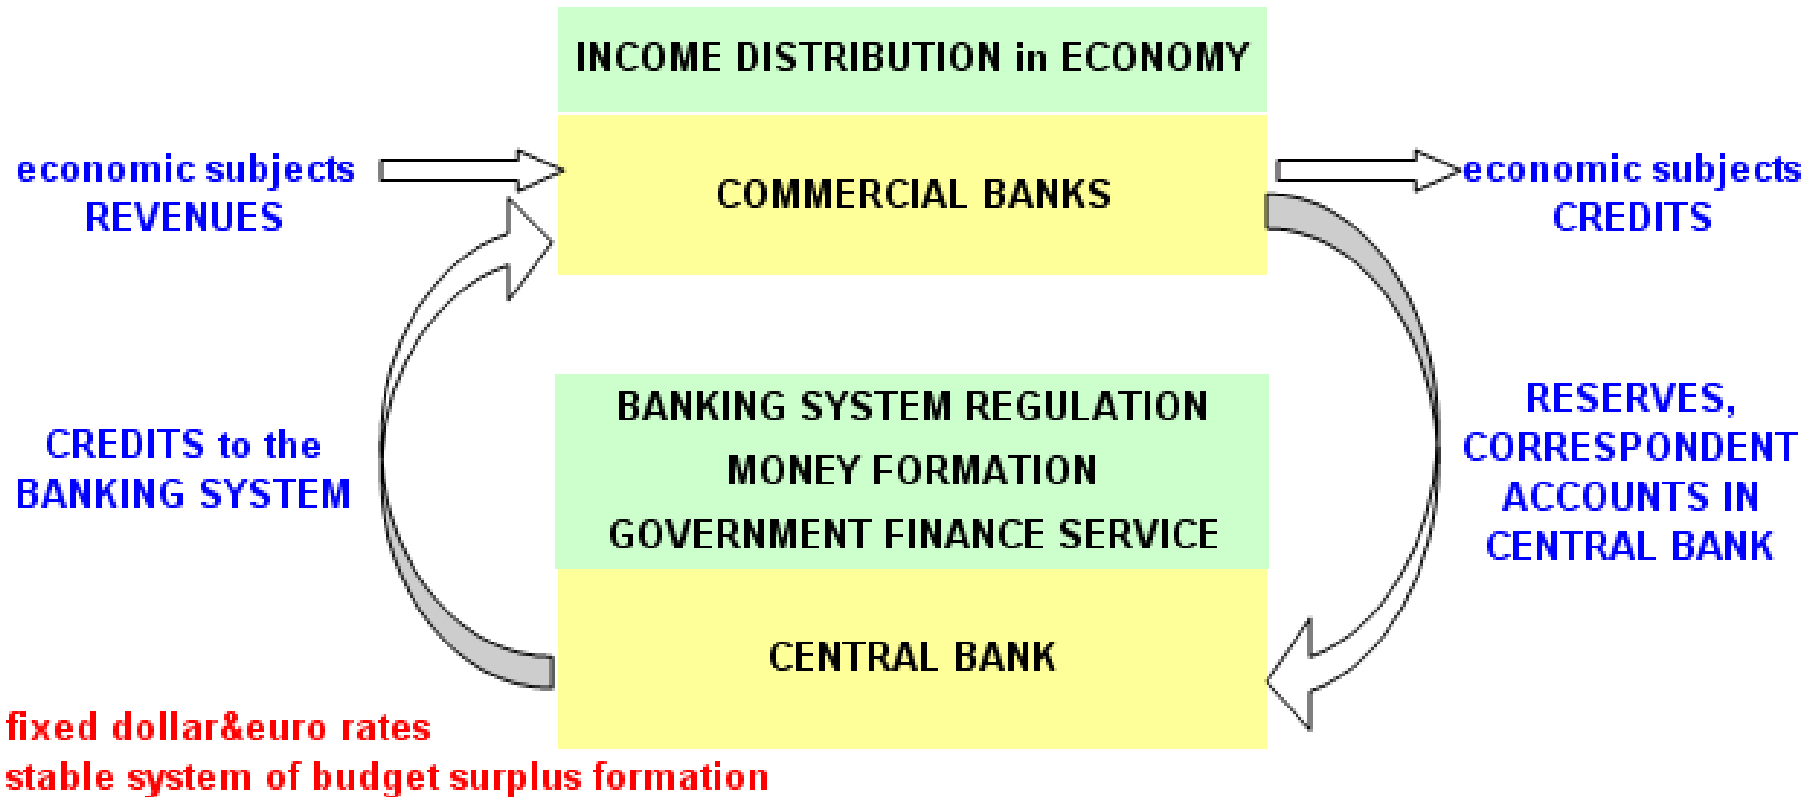 INCOME DISTRIBUTION in ECONOMY
economic subjects
REVENUES
COMMERCIAL BANKS
economic subjects
CREDITS
CREDITS to the
BANKING SYSTEM
BANKING SYSTEM REGULATION
MONEY FORMATION
GOVERNMENT FINANCE SERVICE
RESERVES,
CORRESPONDENT
ACCOUNTS IN
CENTRAL BANK
CENTRAL BANK
fixed dollar&euro rates
stable system of budget surplus formation